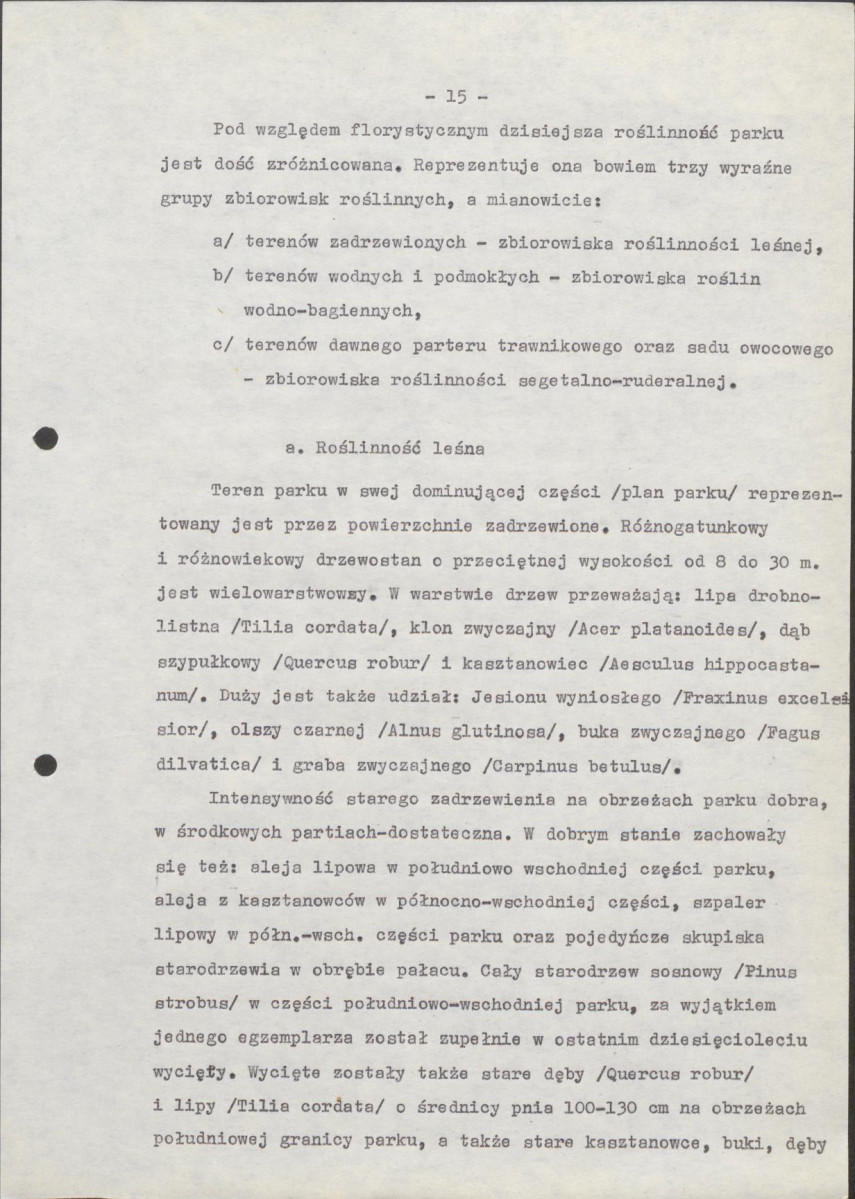 - 15 -
Pod względem florystycznym dzisiejsza roślinność parku
jest dość zróżnicowana. Reprezentuje ona bowiem trzy wyraźne
grupy zbiorowisk roślinnych, a mianowicie:
a/ terenów zadrzewionych - zbiorowiska roślinności leśnej,
b/ terenów wodnych i podmokłych - zbiorowiska roślin
wodno-bagiennych,
c/ terenów dawnego parteru trawnikowego oraz sadu owocowego
- zbiorowiska roślinności segetalno-ruderalnej.
a. Roślinność leśna
Teren parku w swej dominującej części /plan parku/ reprezen-
towany jest przez powierzchnie zadrzewione. Różnogatunkowy
i różnowiekowy drzewostan o przeciętnej wysokości od 8 do 30 m.
jest wielowarstwowy. W warstwie drzew przeważają: lipa drobno-
listna /Tilia cordata/, klon zwyczajny /Acer platanoides/, dąb
szypułkowy /Quercus robur/ i kasztanowiec /Aesculus hippocasta-
num/. Duży jest także udział: Jesionu wyniosłego /Fraxinus excel-
sior/, olszy czarnej /Alnus glutinosa/, buka zwyczajnego /Fagus
dilvatica/ i graba zwyczajnego /Carpinus betulus/.
Intensywność starego zadrzewienia na obrzeżach parku dobra,
w środkowych partiach-dostateczna. W dobrym stanie zachowały
się też: aleja lipowa w południowo wschodniej części parku,
aleja z kasztanowców w północno-wschodniej części, szpaler
lipowy w półn.-wsch. części parku oraz pojedyńcze skupiska
starodrzewia w obrębie pałacu. Cały starodrzew sosnowy /Pinus
strobus/ w części południowo-wschodniej parku, za wyjątkiem
jednego egzemplarza został zupełnie w ostatnim dziesięcioleciu
wycięty. Wycięte zostały także stare dęby /Quercus robur/
i lipy /Tilia cordata/ o średnicy pnia 100-130 cm na obrzeżach
południowej granicy parku, a także stare kasztanowce, buki, dęby